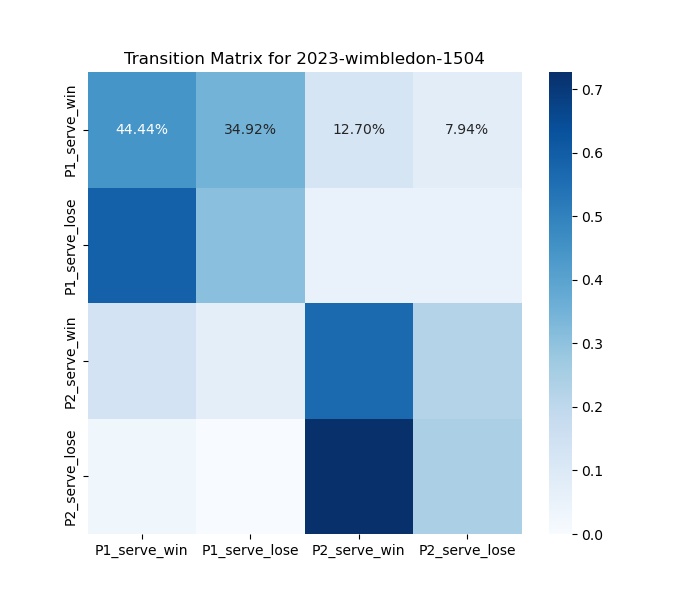 Transition Matrix for 2023-wimbledon-1504
P1_serve_win
44.44% 34.92% 12.70% 7.94%
P1_serve_lose
P2_serve_win
P2_serve_lose
P1_serve_win P1_serve_lose P2_serve_win P2_serve_lose
0.7
0.6
0.5
0.4
0.3
0.2
0.1
0.0